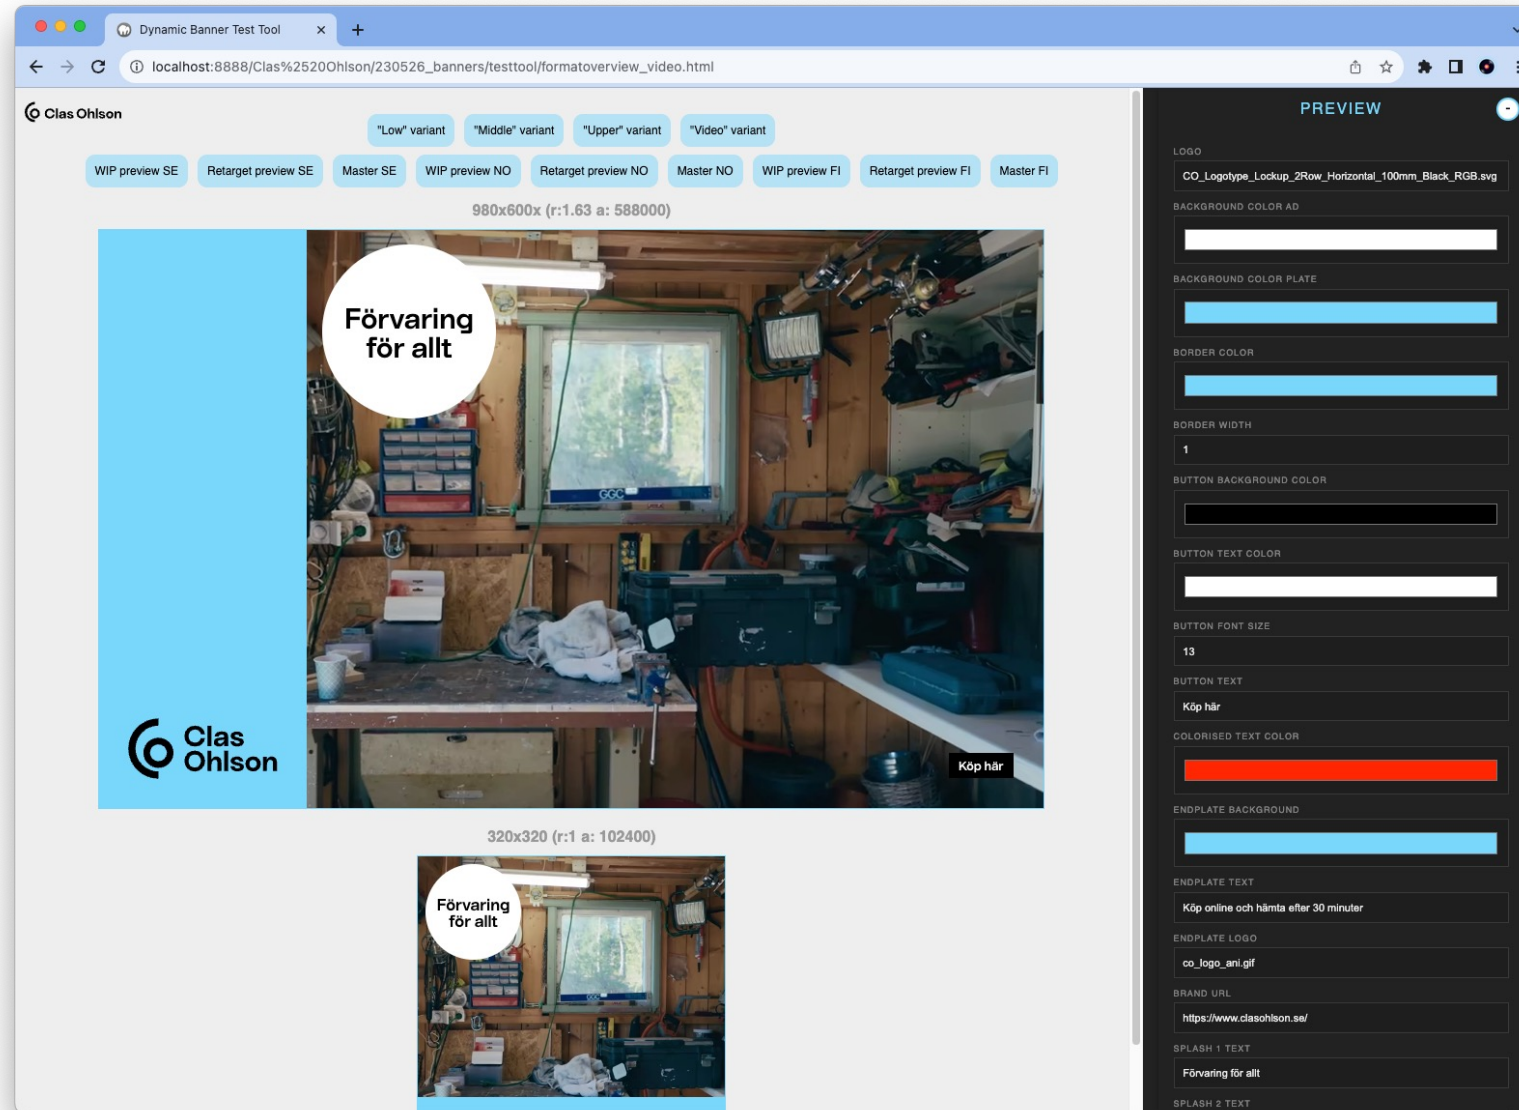 Dynamic Banner Test Tool
localhost:8888/Clas%2520Ohlson/230526_banners/testtool/formatoverview_video.html
Clas Ohlson
"Low" variant "Middle" variant "Upper" variant "Video" variant
WIP preview SE Retarget preview SE Master SE WIP preview NO Retarget preview NO Master NO WIP preview FI Retarget preview FI Master FI
980x600x (r:1.63 a: 588000)
Förvaring
för allt
GGC
Clas
Ohlson
Köp här
320x320 (r:1 a: 102400)
Förvaring
för allt
GGC
PREVIEW
LOGO
CO_Logotype_Lockup_2Row_Horizontal_100mm_Black_RGB.svg
BACKGROUND COLOR AD
BACKGROUND COLOR PLATE
BORDER COLOR
BORDER WIDTH
1
BUTTON BACKGROUND COLOR
BUTTON TEXT COLOR
BUTTON FONT SIZE
13
BUTTON TEXT
Köp här
COLORISED TEXT COLOR
ENDPLATE BACKGROUND
ENDPLATE TEXT
Köp online och hämta efter 30 minuter
ENDPLATE LOGO
co_logo_ani.gif
BRAND URL
https://www.clasohlson.se/
SPLASH 1 TEXT
Förvaring för allt
SPLASH 2 TEXT